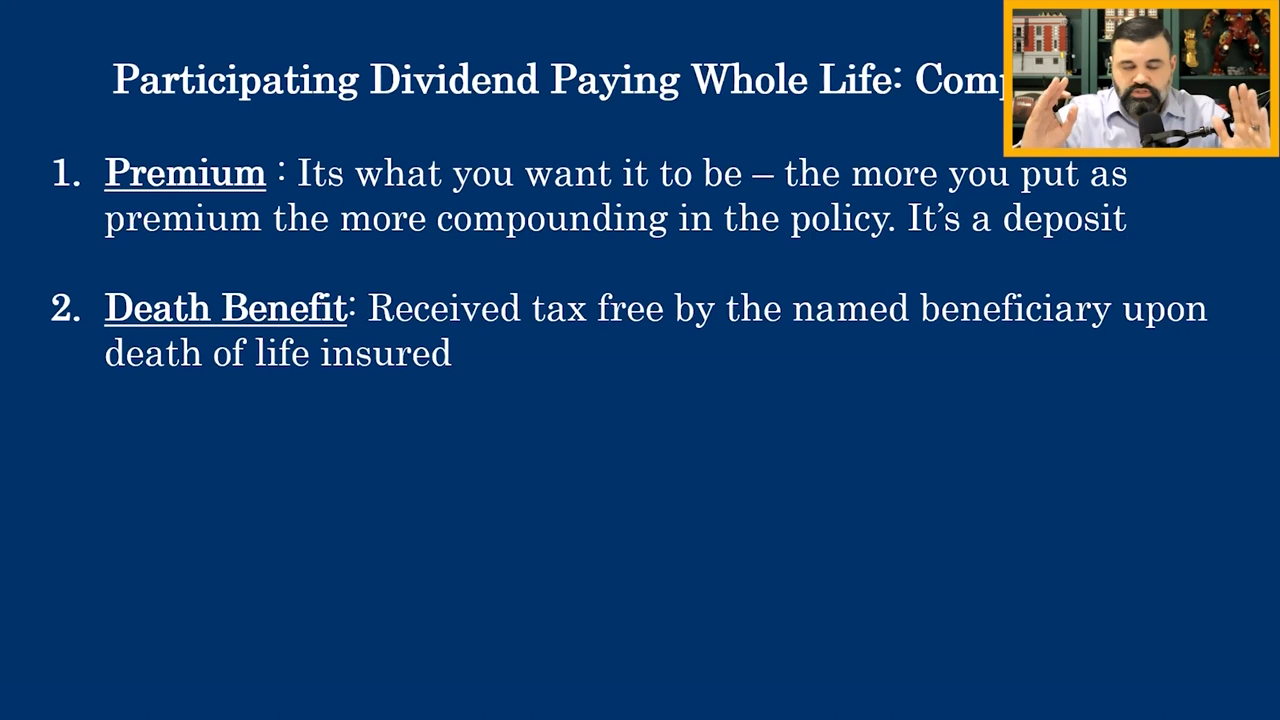 Participating Dividend Paying Whole Life:
1. Premium : Its what you want it to be – the more you put as
premium the more compounding in the policy. It’s a deposit
2. Death Benefit: Received tax free by the named beneficiary upon
death of life insured